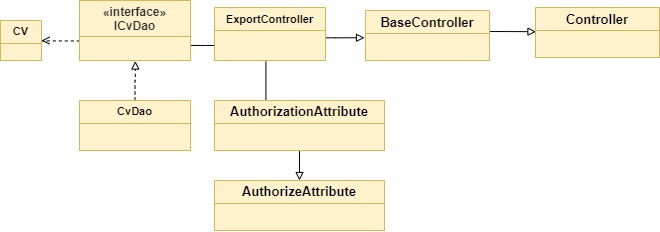 CV
«interface»
ICvDao
ExportController
BaseController
Controller
CvDao
AuthorizationAttribute
AuthorizeAttribute